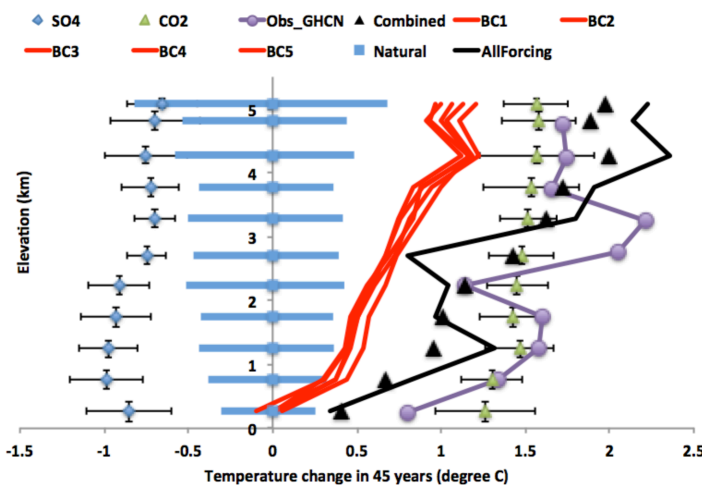 SO4 CO2 Obs_GHCN Combined BC1 BC2
BC3 BC4 BC5 Natural AllForcing
5
4
3
2
1
0
Elevation (km)
-1.5 -1 -0.5 0 0.5 1 1.5 2 2.5
Temperature change in 45 years (degree C)